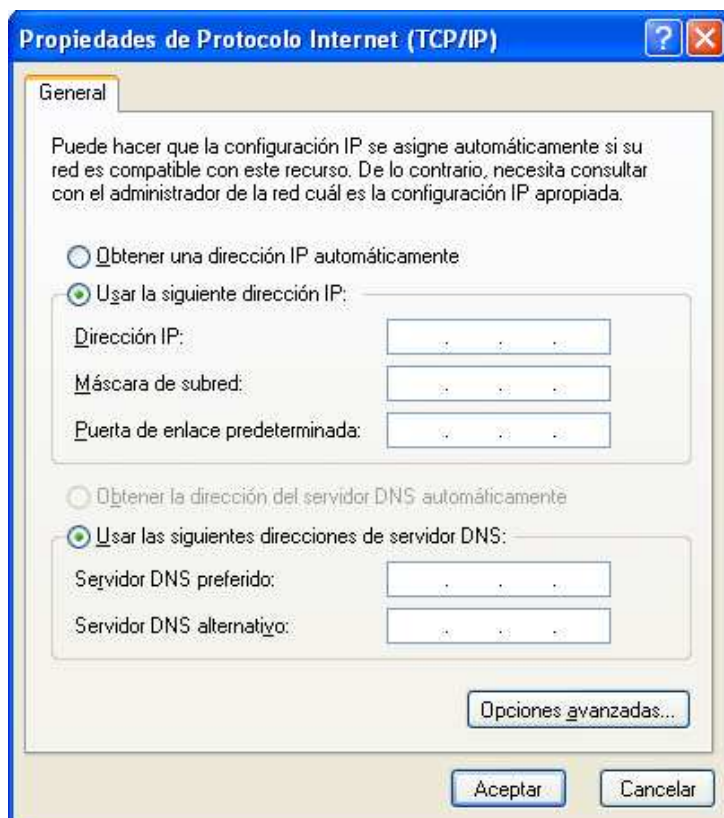 Propiedades de Protocolo Internet (TCP/IP)
General
Puede hacer que la configuración IP se asigne automáticamente si su
red es compatible con este recurso. De lo contrario, necesita consultar
con el administrador de la red cuál es la configuración IP apropiada.
Obtener una dirección IP automáticamente
Usar la siguiente dirección IP:
Dirección IP:
Máscara de subred:
Puerta de enlace predeterminada:
Obtener la dirección del servidor DNS automáticamente
Usar las siguientes direcciones de servidor DNS:
Servidor DNS preferido:
Servidor DNS alternativo:
Opciones avanzadas...
Aceptar Cancelar